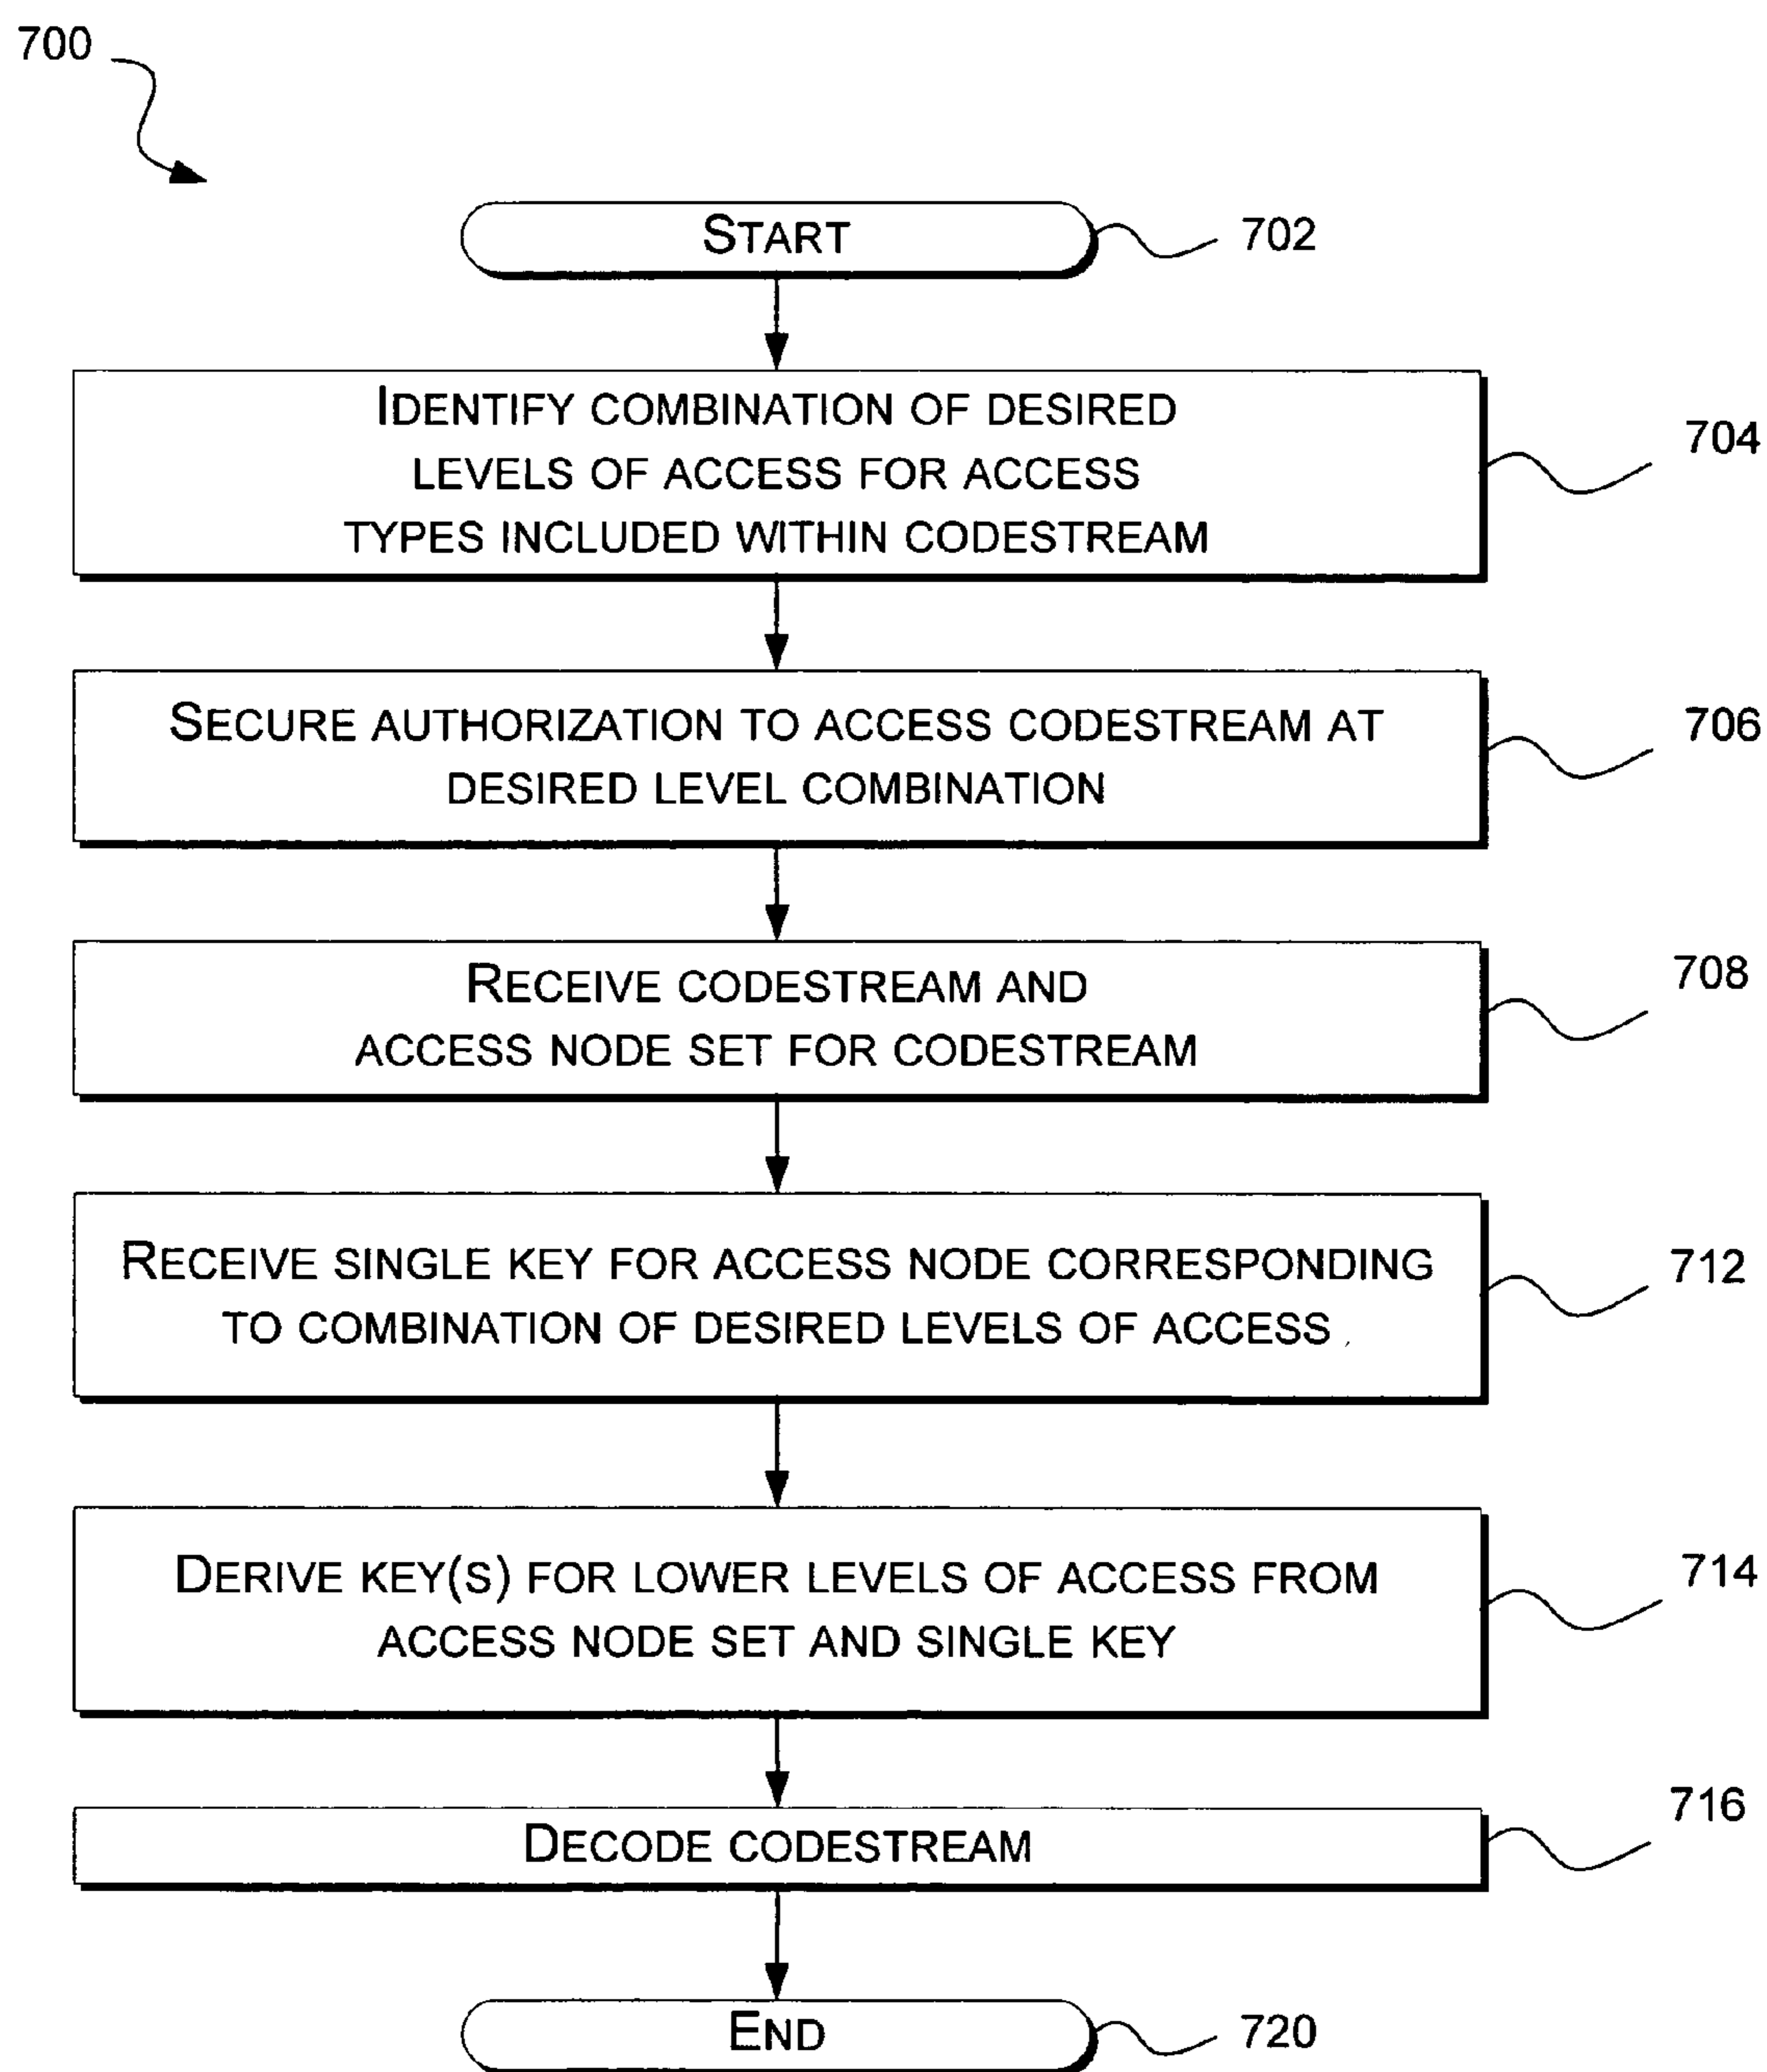 700
START
702
IDENTIFY COMBINATION OF DESIRED
LEVELS OF ACCESS FOR ACCESS
TYPES INCLUDED WITHIN CODESTREAM
704
SECURE AUTHORIZATION TO ACCESS CODESTREAM AT
DESIRED LEVEL COMBINATION
706
RECEIVE CODESTREAM AND
ACCESS NODE SET FOR CODESTREAM
708
RECEIVE SINGLE KEY FOR ACCESS NODE CORRESPONDING
TO COMBINATION OF DESIRED LEVELS OF ACCESS
712
DERIVE KEY(S) FOR LOWER LEVELS OF ACCESS FROM
ACCESS NODE SET AND SINGLE KEY
714
DECODE CODESTREAM
716
END
720